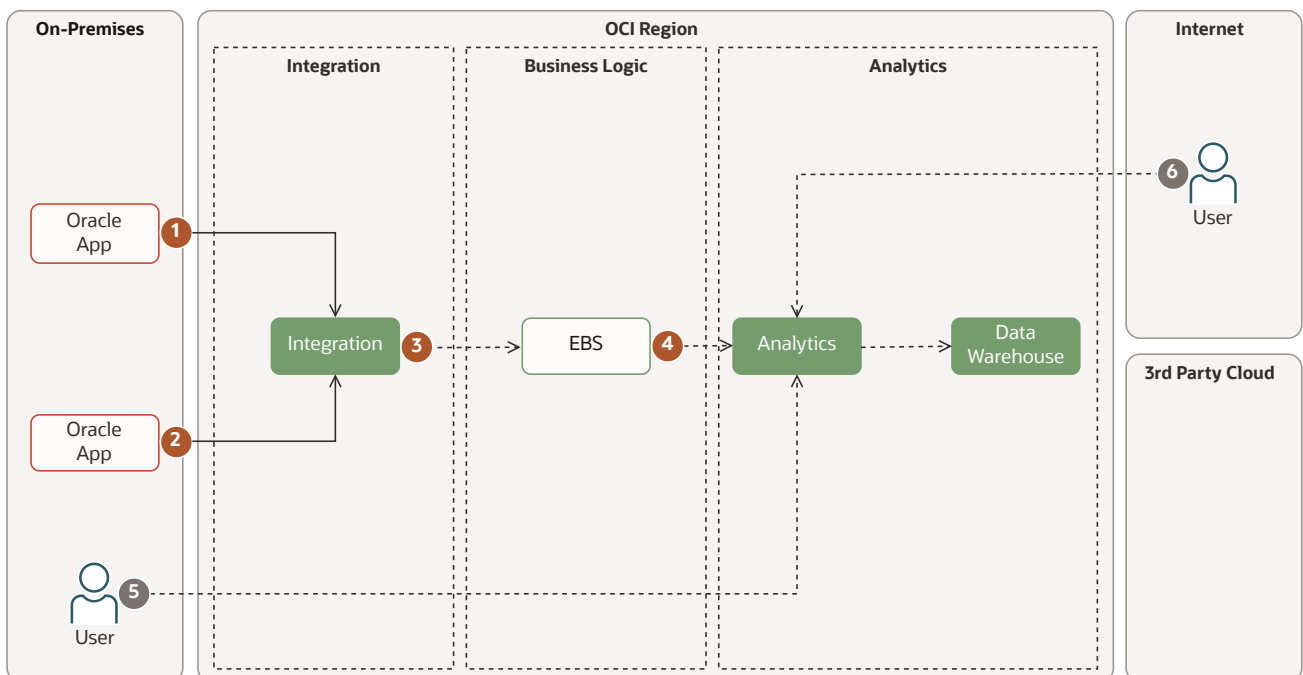 On-Premises
OCI Region
Internet
Integration
Business Logic
Analytics
6
User
Oracle
App
1
Integration
3
EBS
4
Analytics
Data
Warehouse
3rd Party Cloud
Oracle
App
2
5
User